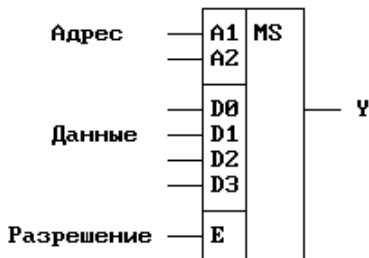 Адрес A1 MS
A2
D0 Y
Данные D1
D2
D3
Разрешение E